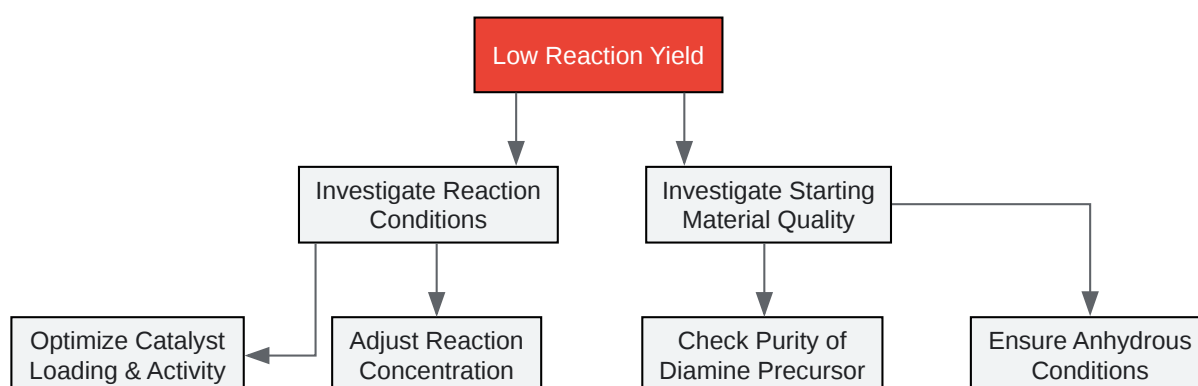 Low Reaction Yield
Investigate Reaction
Conditions
Investigate Starting
Material Quality
Optimize Catalyst
Loading & Activity
Adjust Reaction
Concentration
Check Purity of
Diamine Precursor
Ensure Anhydrous
Conditions